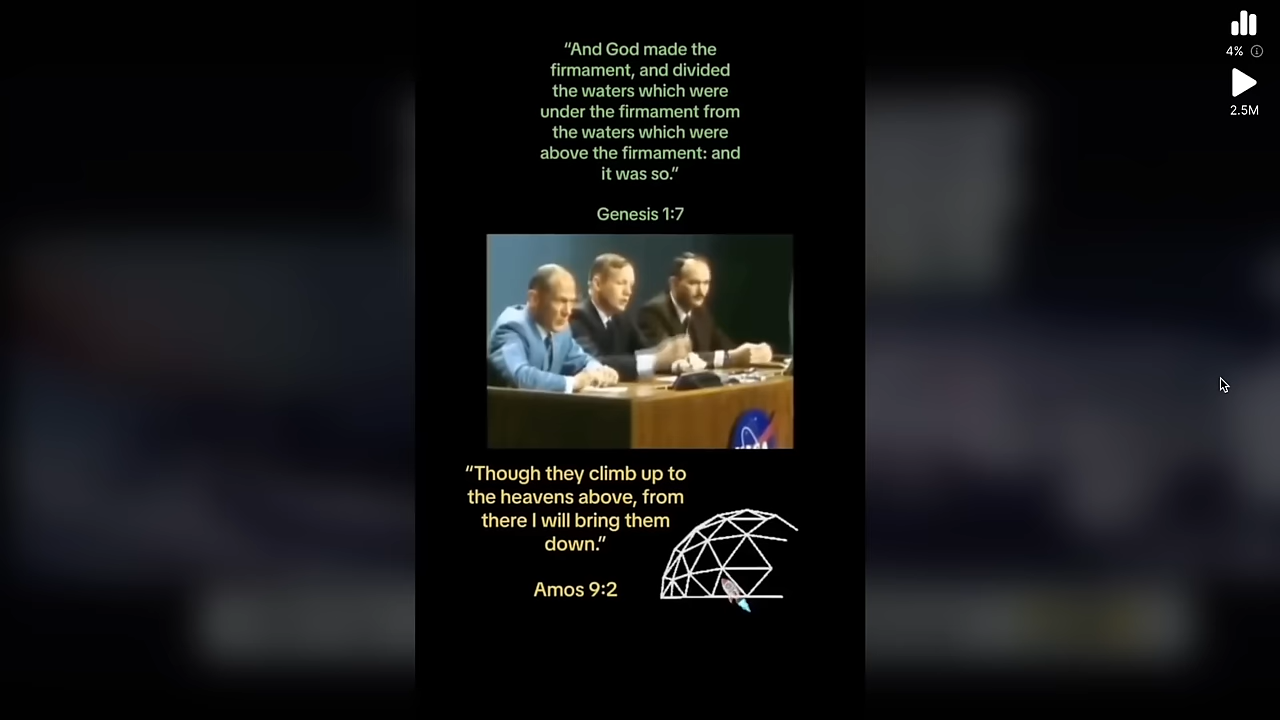 “And God made the
firmament, and divided
the waters which were
under the firmament from
the waters which were
above the firmament: and
it was so.”
Genesis 1:7
“Though they climb up to
the heavens above, from
there I will bring them
down.”
Amos 9:2
4%
2.5M